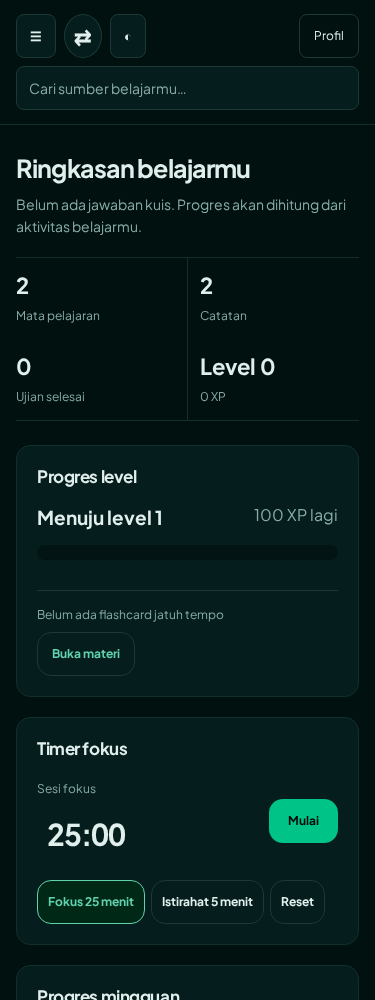 Profil
Cari sumber belajarmu...
Ringkasan belajarmu
Belum ada jawaban kuis. Progres akan dihitung dari
aktivitas belajarmu.
2
Mata pelajaran
2
Catatan
0
Ujian selesai
Level 0
0 XP
Progres level
Menuju level 1
100 XP lagi
Belum ada flashcard jatuh tempo
Buka materi
Timer fokus
Sesi fokus
25:00
Mulai
Fokus 25 menit
Istirahat 5 menit
Reset
Progres mingguan